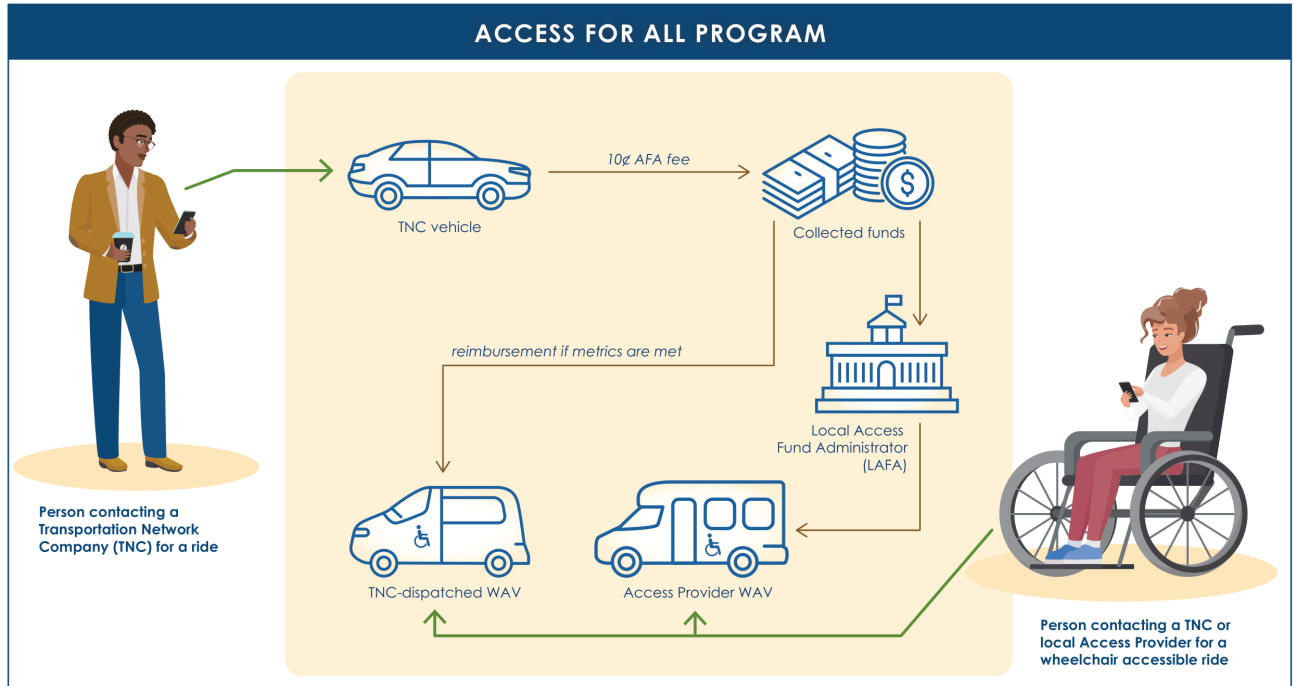 ACCESS FOR ALL PROGRAM
10¢ AFA fee
TNC vehicle
$
Collected funds
reimbursement if metrics are met
Local Access
Fund Administrator
(LAFA)
Person contacting a
Transportation Network
Company (TNC) for a ride
TNC-dispatched WAV
Access Provider WAV
Person contacting a TNC or
local Access Provider for a
wheelchair accessible ride